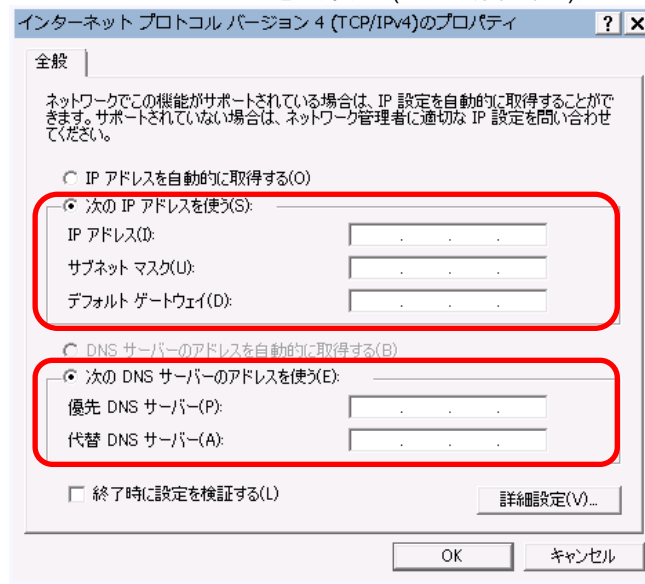 インターネット プロトコル バージョン 4 (TCP/IPv4)のプロパティ
全般
ネットワークでこの機能がサポートされている場合は、IP 設定を自動的に取得することがで
きます。サポートされていない場合は、ネットワーク管理者に適切な IP 設定を問い合わせ
てください。
IP アドレスを自動的に取得する(O)
次の IP アドレスを使う(S):
IP アドレス(I):
サブネット マスク(U):
デフォルト ゲートウェイ(D):
DNS サーバーのアドレスを自動的に取得する(B)
次の DNS サーバーのアドレスを使う(E):
優先 DNS サーバー(P):
代替 DNS サーバー(A):
終了時に設定を検証する(L)
詳細設定(V)...
OK キャンセル